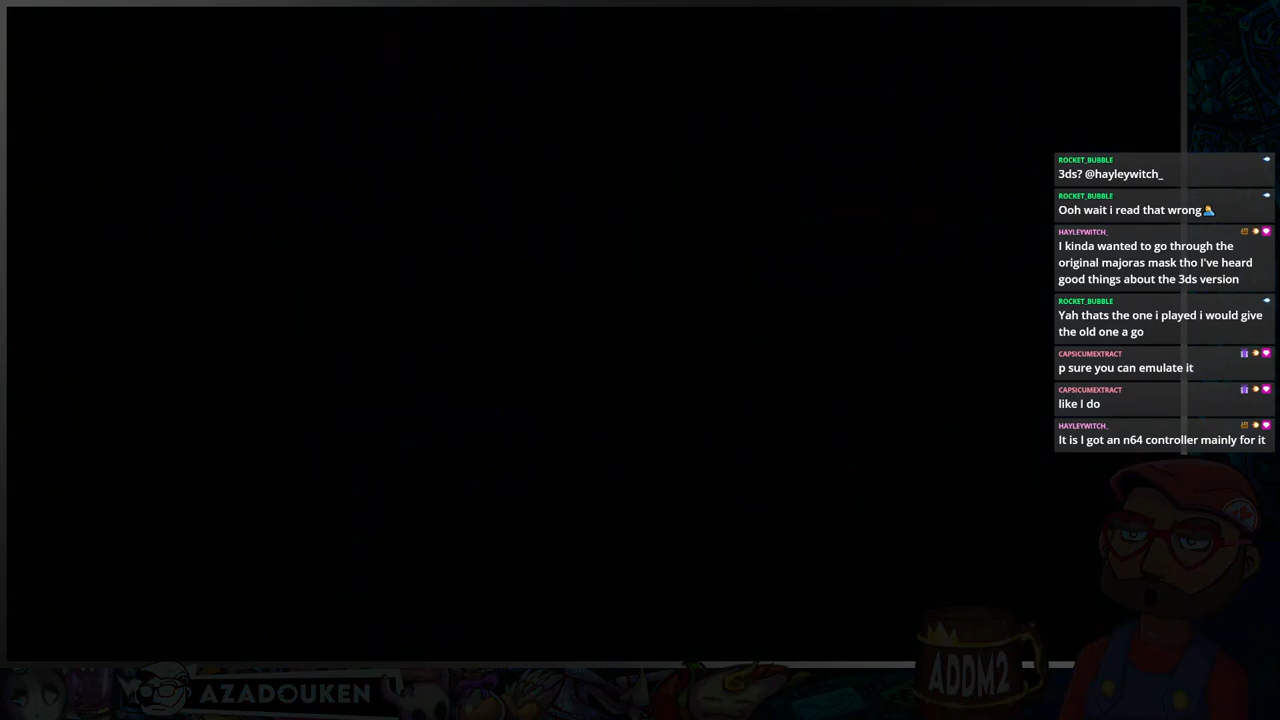 ROCKET_BUBBLE
3ds? @hayleywitch_
ROCKET_BUBBLE
Ooh wait i read that wrong🤦
HAYLEYWITCH_
I kinda wanted to go through the
original majoras mask tho I've heard
good things about the 3ds version
ROCKET_BUBBLE
Yah thats the one i played i would give
the old one a go
CAPSICUMEXTRACT
p sure you can emulate it
CAPSICUMEXTRACT
like I do
HAYLEYWITCH_
It is I got an n64 controller mainly for it
ADDM2
AZADOUKEN